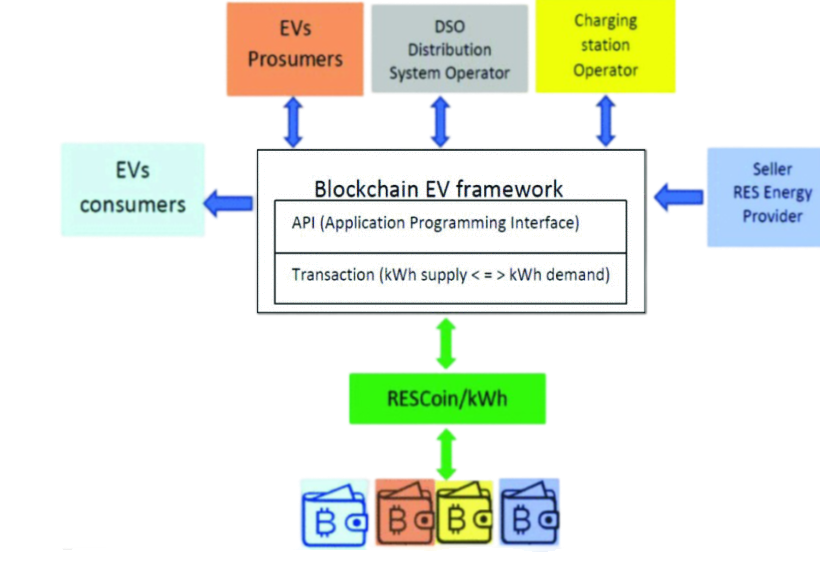 EVs
Prosumers
DSO
Distribution
System Operator
Charging
station
Operator
EVs
consumers
Blockchain EV framework
API (Application Programming Interface)
Transaction (kWh supply < = > kWh demand)
Seller
RES Energy
Provider
RESCoin/kWh